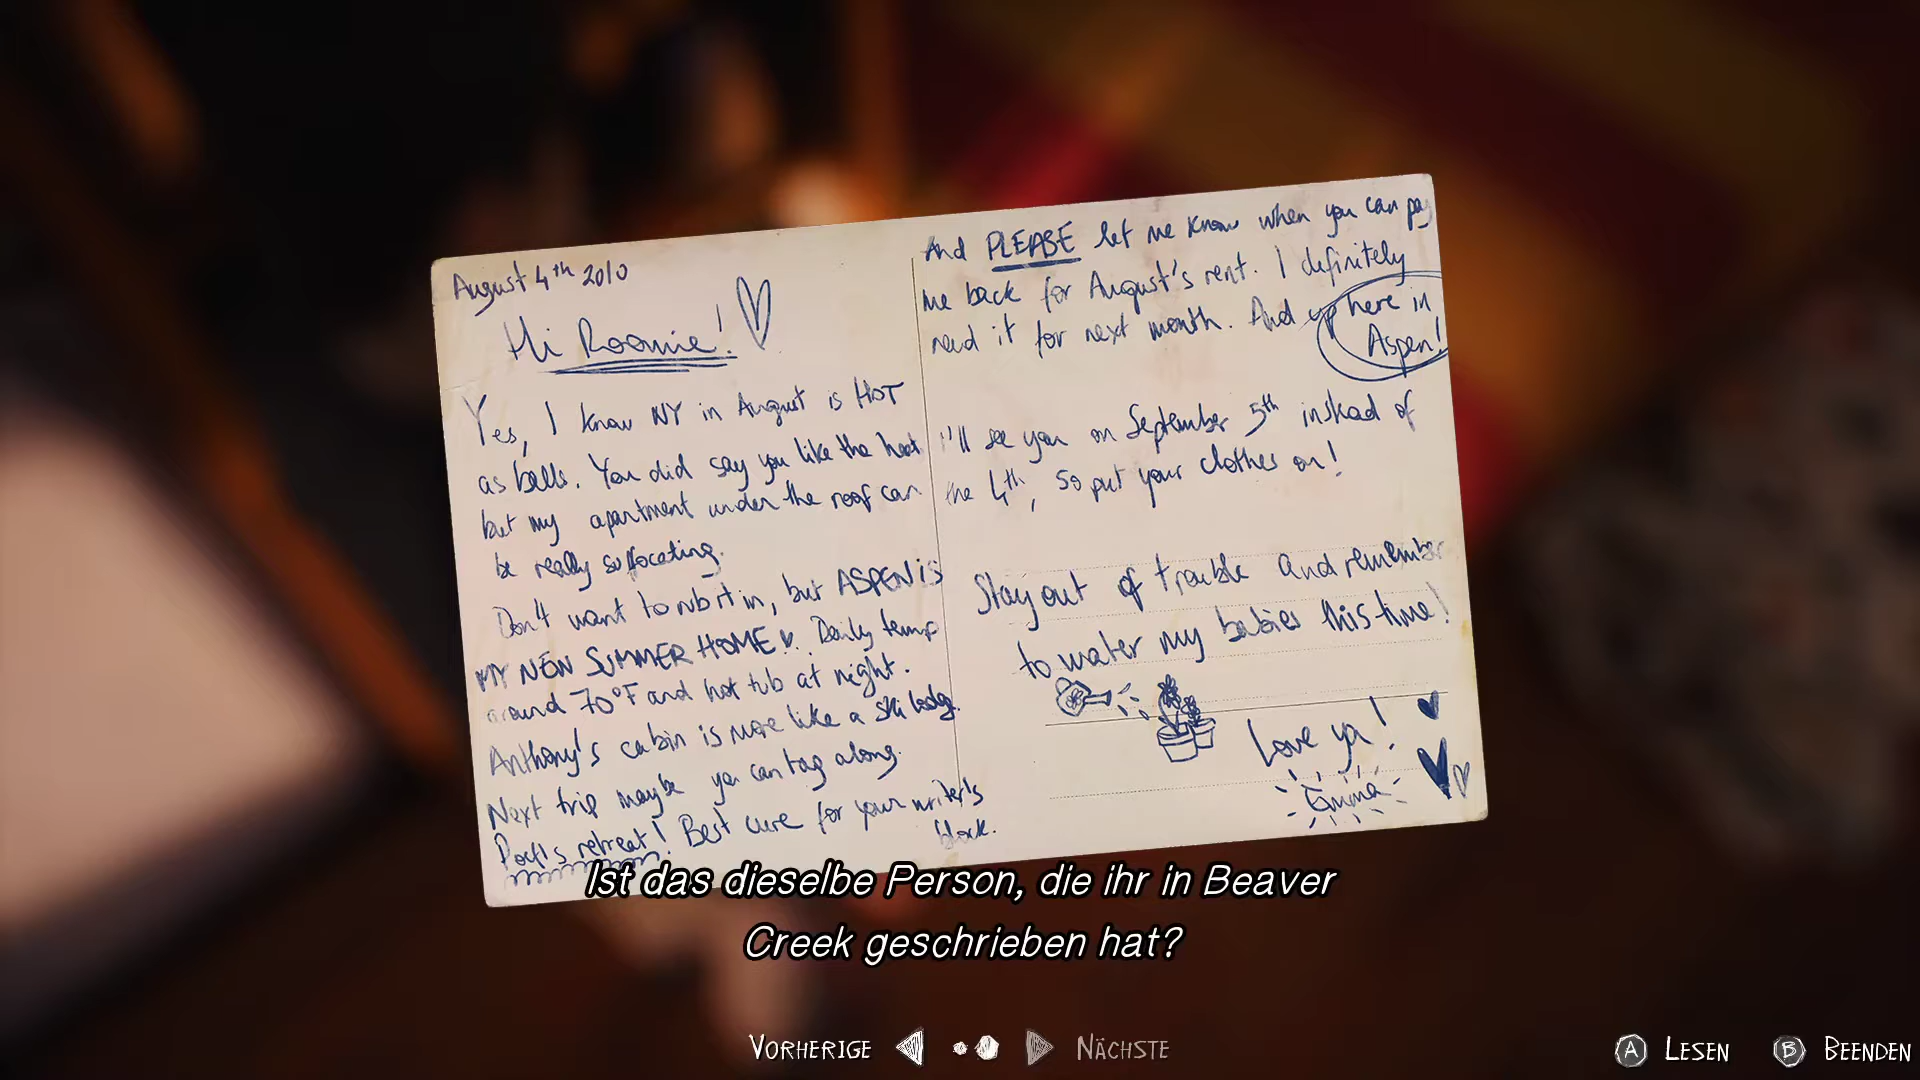 August 4th 2010
Hi Roomie!
Yes, I know NY in August is HOT
as balls. You did say you like the heat
but my apartment under the roof can
be really suffocating.
Don't want to rub it in, but ASPEN is
MY NEW SUMMER HOME. Daily temp
around 70°F and hot tub at night.
Anthony's cabin is more like a ski lodge.
Next trip maybe you can tag along.
Poet's retreat! Best cure for your writer's
block.
And PLEASE let me know when you can pay
me back for August's rent. I definitely
need it for next month. And up here in
Aspen!
I'll see you on September 5th instead of
the 4th, so put your clothes on!
Stay out of trouble and remember
to water my babies this time!
Love ya!
Emma
Ist das dieselbe Person, die ihr in Beaver
Creek geschrieben hat?
VORHERIGE NÄCHSTE
A LESEN B BEENDEN